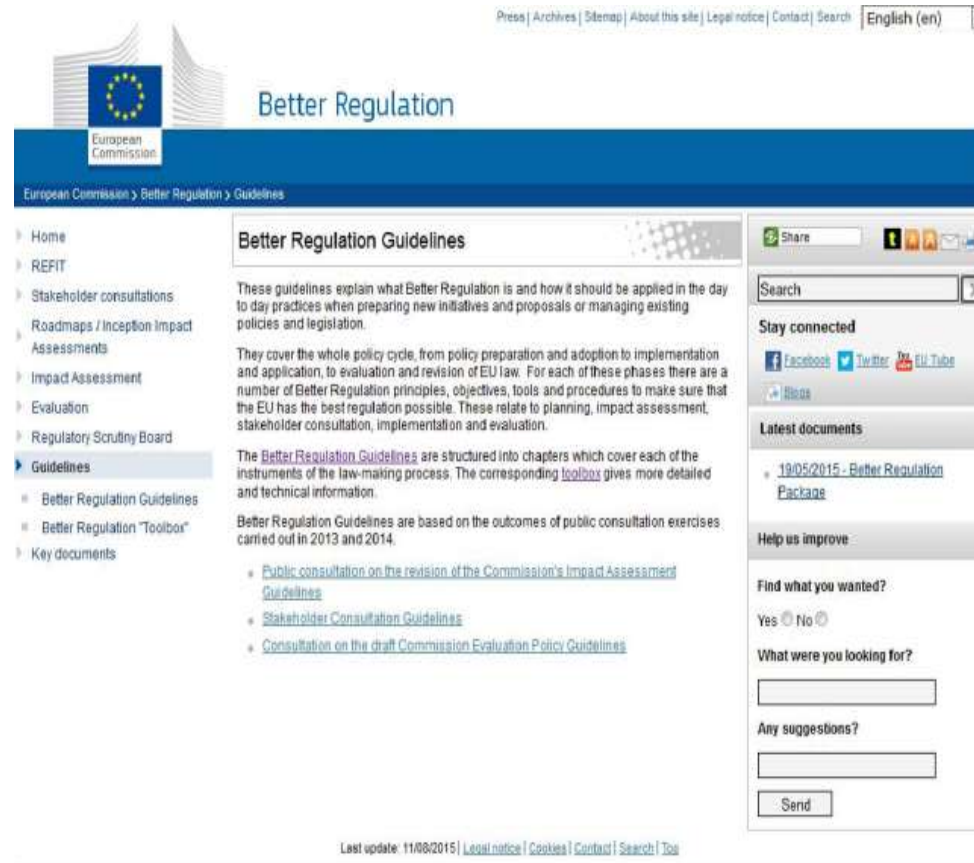 Press | Archives | Sitemap | About this site | Legal notice | Contact | Search
English (en)
European
Commission
Better Regulation
European Commission > Better Regulation > Guidelines
Home
REFIT
Stakeholder consultations
Roadmaps / Inception Impact
Assessments
Impact Assessment
Evaluation
Regulatory Scrutiny Board
Guidelines
Better Regulation Guidelines
Better Regulation "Toolbox"
Key documents
Better Regulation Guidelines
These guidelines explain what Better Regulation is and how it should be applied in the day
to day practices when preparing new initiatives and proposals or managing existing
policies and legislation.
They cover the whole policy cycle, from policy preparation and adoption to implementation
and application, to evaluation and revision of EU law. For each of these phases there are a
number of Better Regulation principles, objectives, tools and procedures to make sure that
the EU has the best regulation possible. These relate to planning, impact assessment,
stakeholder consultation, implementation and evaluation.
The Better Regulation Guidelines are structured into chapters which cover each of the
instruments of the law-making process. The corresponding toolbox gives more detailed
and technical information.
Better Regulation Guidelines are based on the outcomes of public consultation exercises
carried out in 2013 and 2014.
Public consultation on the revision of the Commission's Impact Assessment
Guidelines
Stakeholder Consultation Guidelines
Consultation on the draft Commission Evaluation Policy Guidelines
Share
t
A A
Search
Stay connected
Facebook Twitter You Tube EU Tube
Blogs
Latest documents
19/05/2015 - Better Regulation
Package
Help us improve
Find what you wanted?
Yes No
What were you looking for?
Any suggestions?
Send
Last update: 11/08/2015 | Legal notice | Cookies | Contact | Search | Top